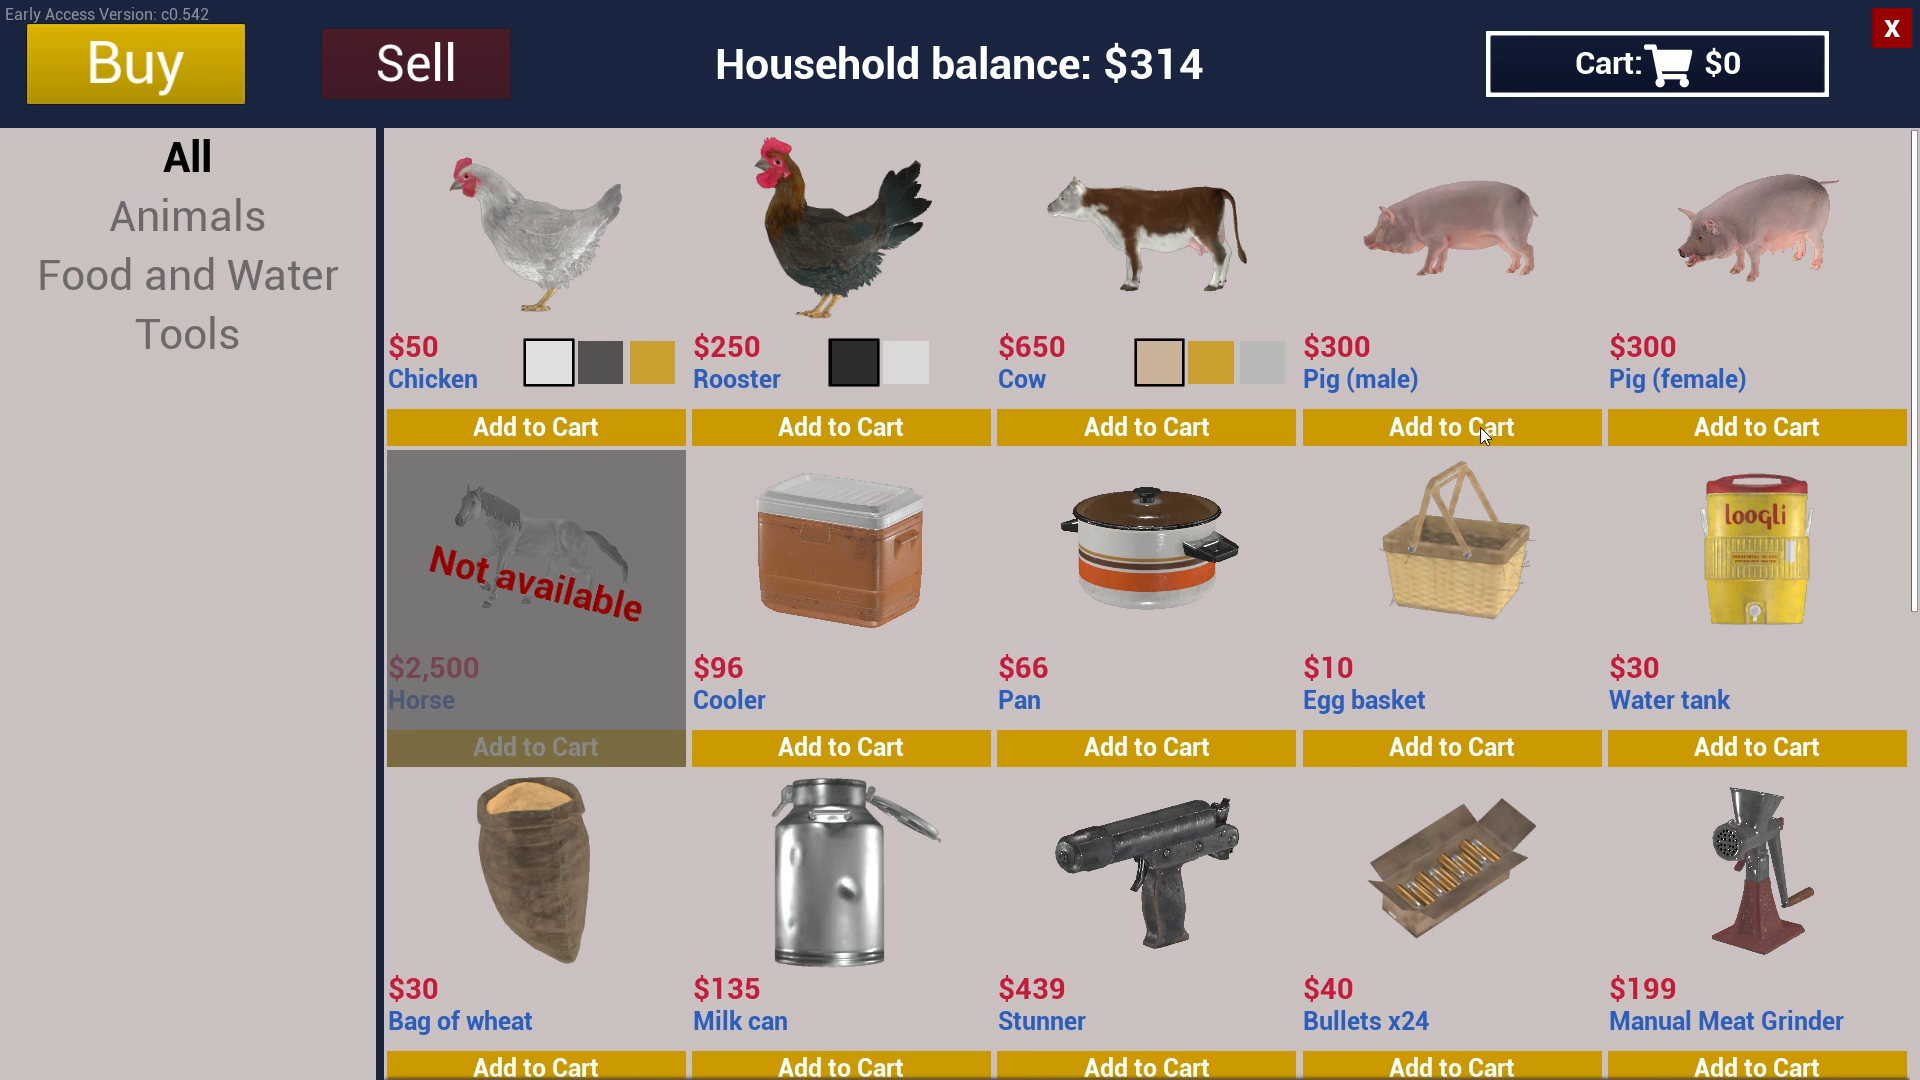 Early Access Version: c0.542
Buy
Sell
Household balance: $314
Cart: $0
X
All
Animals
Food and Water
Tools
$50
Chicken
Add to Cart
$250
Rooster
Add to Cart
$650
Cow
Add to Cart
$300
Pig (male)
Add to Cart
$300
Pig (female)
Add to Cart
Not available
$2,500
Horse
Add to Cart
$96
Cooler
Add to Cart
$66
Pan
Add to Cart
$10
Egg basket
Add to Cart
loogli
$30
Water tank
Add to Cart
$30
Bag of wheat
Add to Cart
$135
Milk can
Add to Cart
$439
Stunner
Add to Cart
$40
Bullets x24
Add to Cart
$199
Manual Meat Grinder
Add to Cart